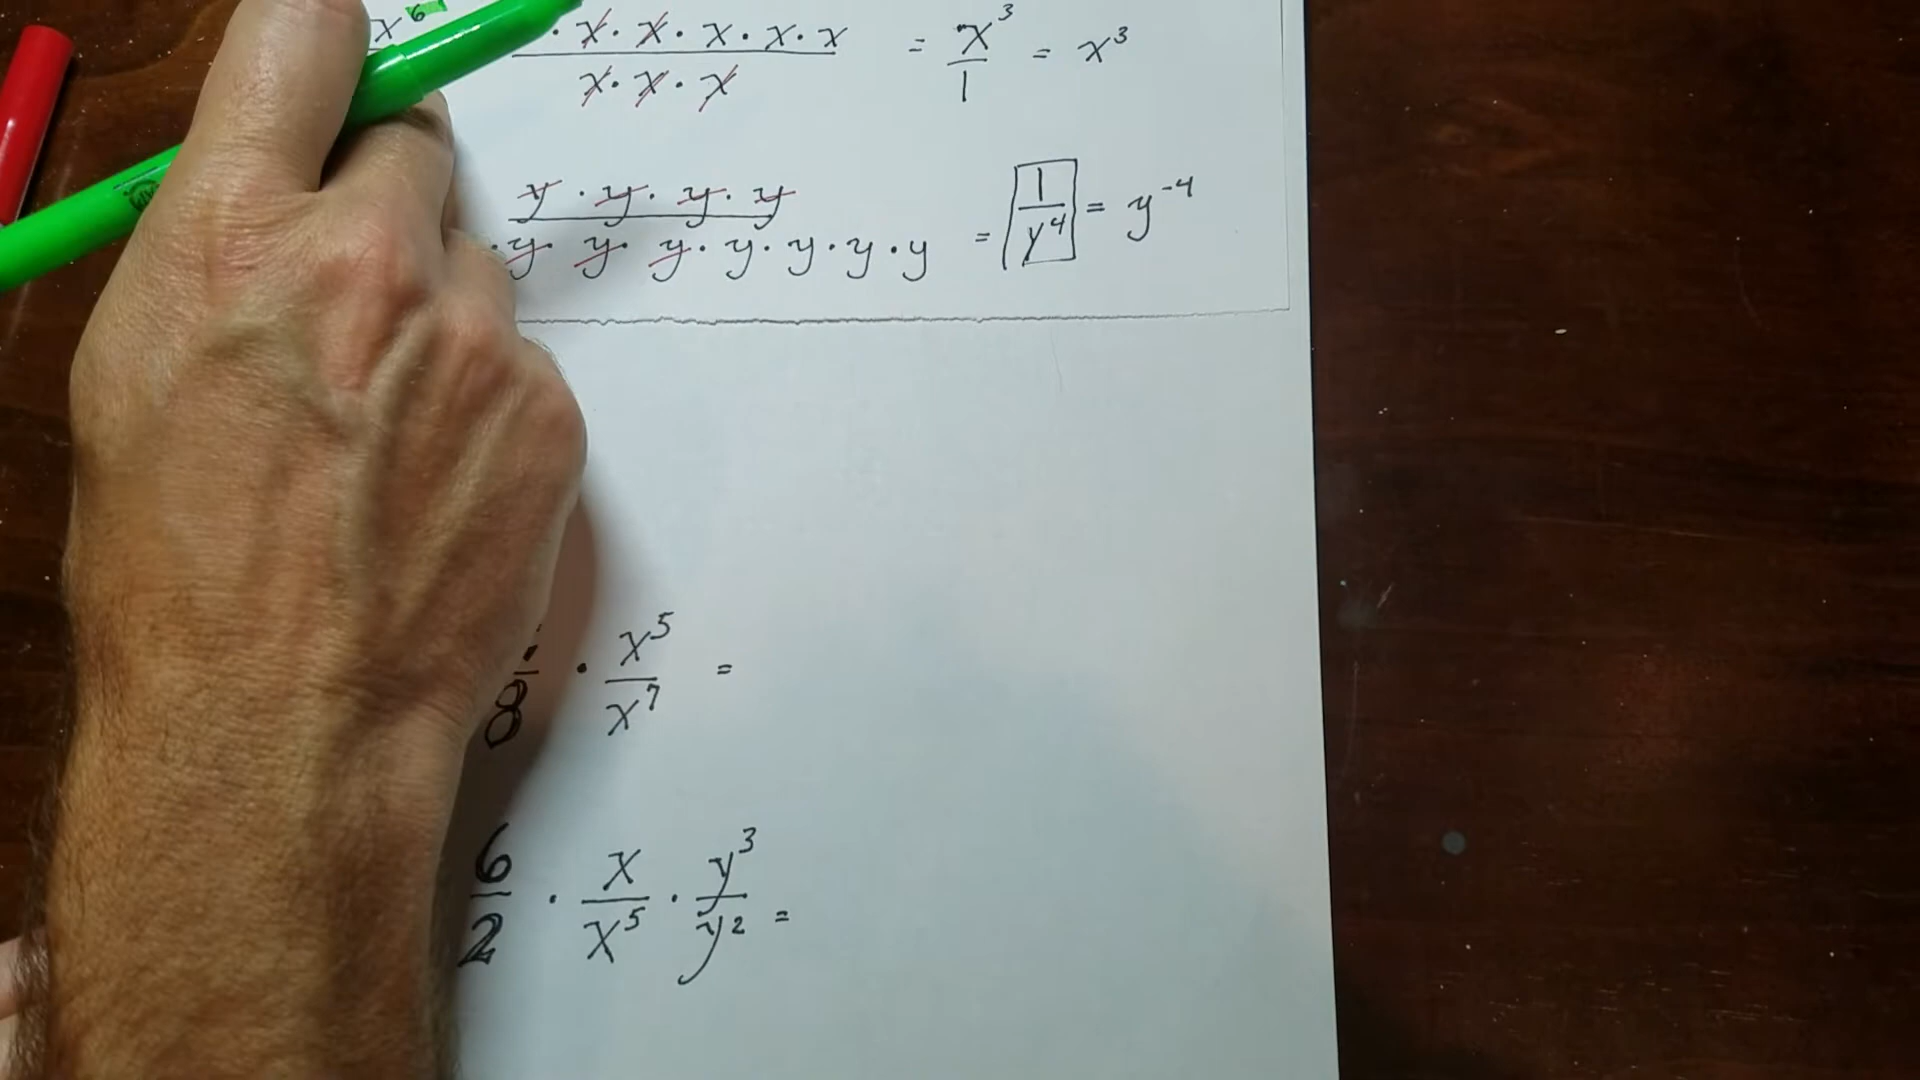 x⁶ · x · x · x · x · x = x³/1 = x³
x · x · x
y · y · y · y = 1/y⁴ = y⁻⁴
· y · y · y · y · y · y · y
8 · x⁵/x⁷ =
6/2 · x/x⁵ · y³/y² =